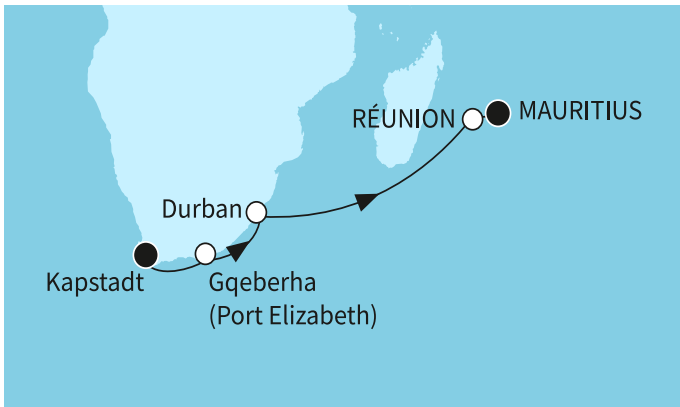 RÉUNION
MAURITIUS
Durban
Kapstadt
Gqeberha
(Port Elizabeth)